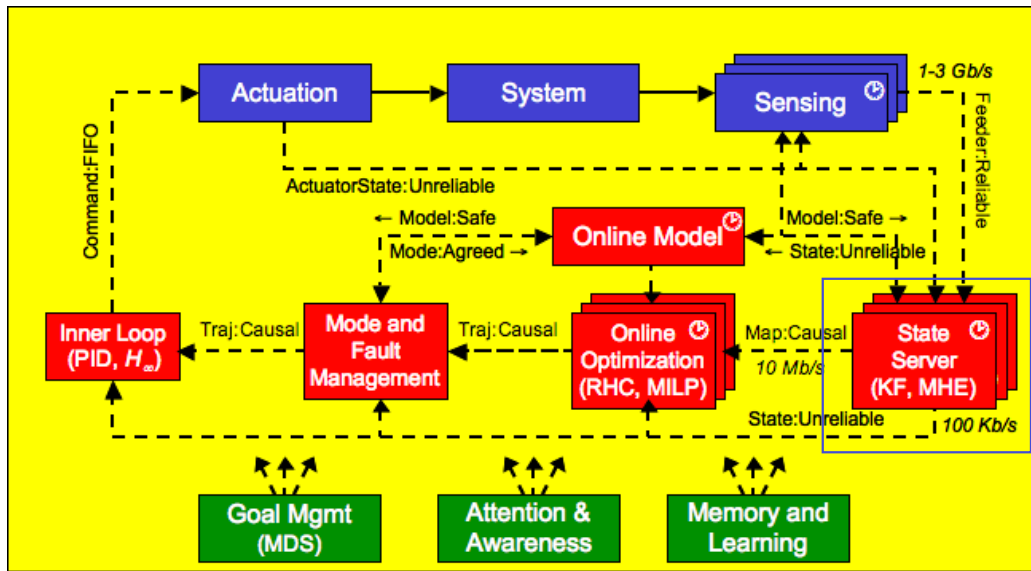 Actuation
System
Sensing
1-3 Gb/s
Feeder:Reliable
Command:FIFO
ActuatorState:Unreliable
← Model:Safe
Mode:Agreed →
Online Model
Model:Safe →
← State:Unreliable
Inner Loop
(PID, H∞)
Traj:Causal
Mode and
Fault
Management
Traj:Causal
Online
Optimization
(RHC, MILP)
Map:Causal
10 Mb/s
State
Server
(KF, MHE)
State:Unreliable
100 Kb/s
Goal Mgmt
(MDS)
Attention &
Awareness
Memory and
Learning